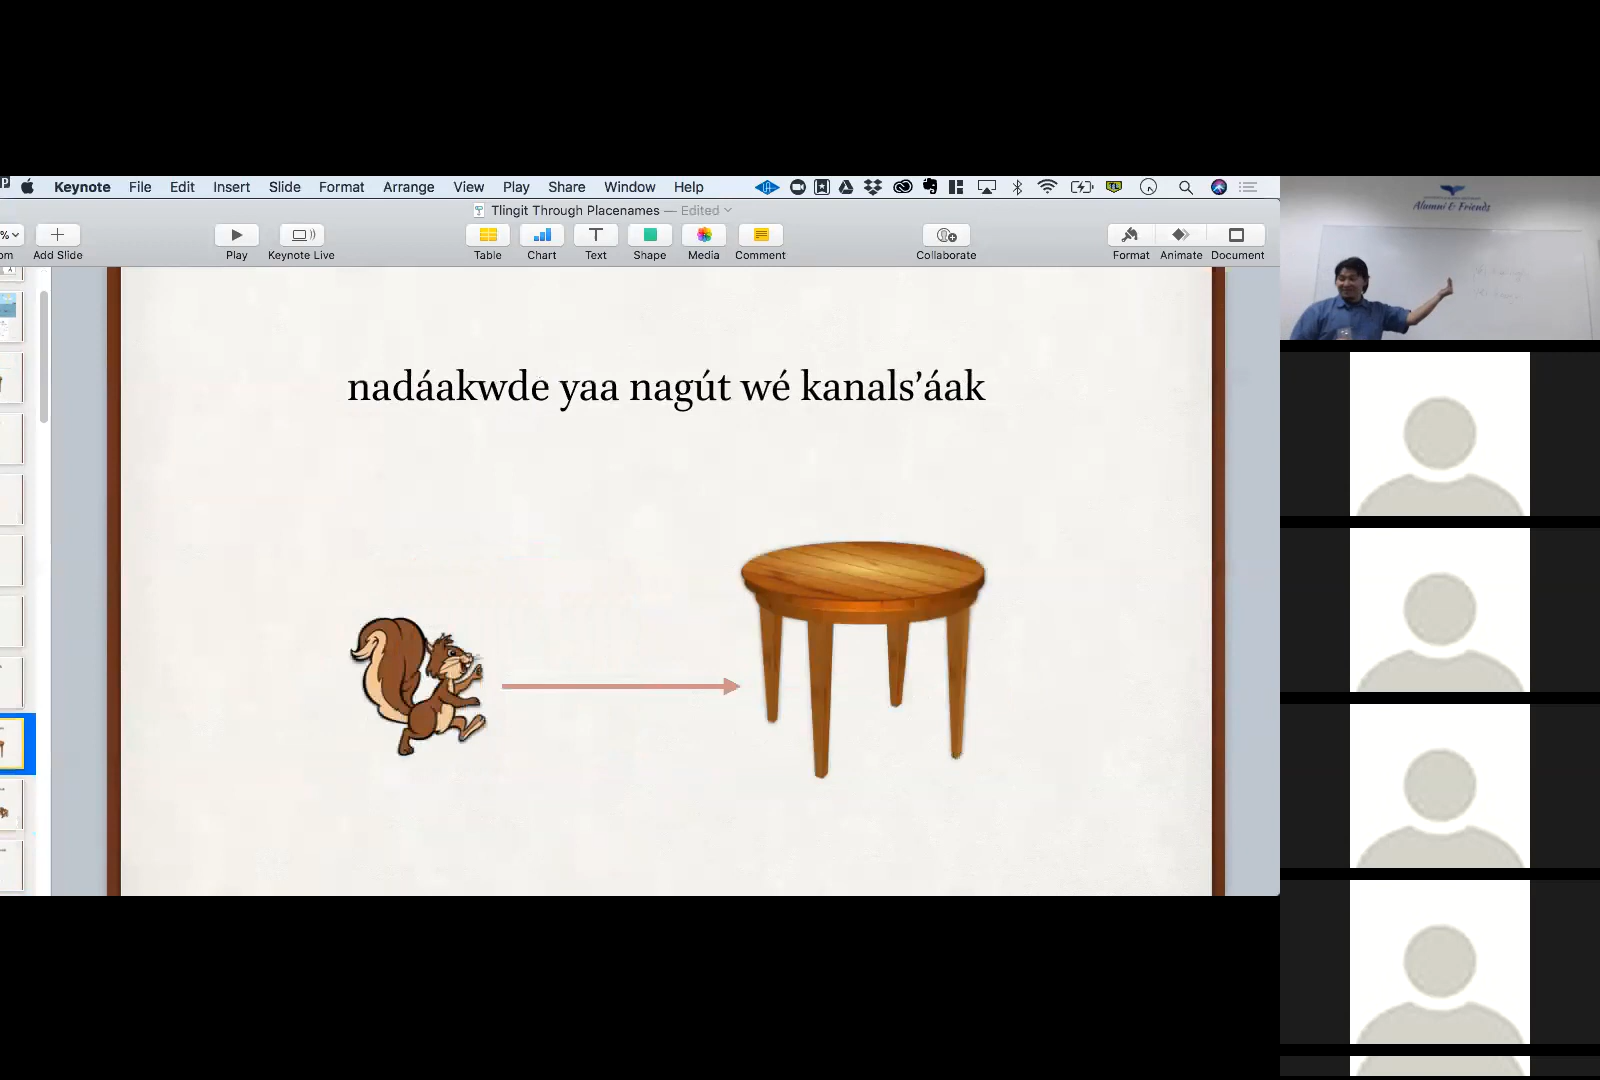 Keynote File Edit Insert Slide Format Arrange View Play Share Window Help
Tlingit Through Placenames — Edited
Add Slide Play Keynote Live Table Chart Text Shape Media Comment Collaborate Format Animate Document
nadáakwde yaa nagút wé kanals’áak
Alumni & Friends